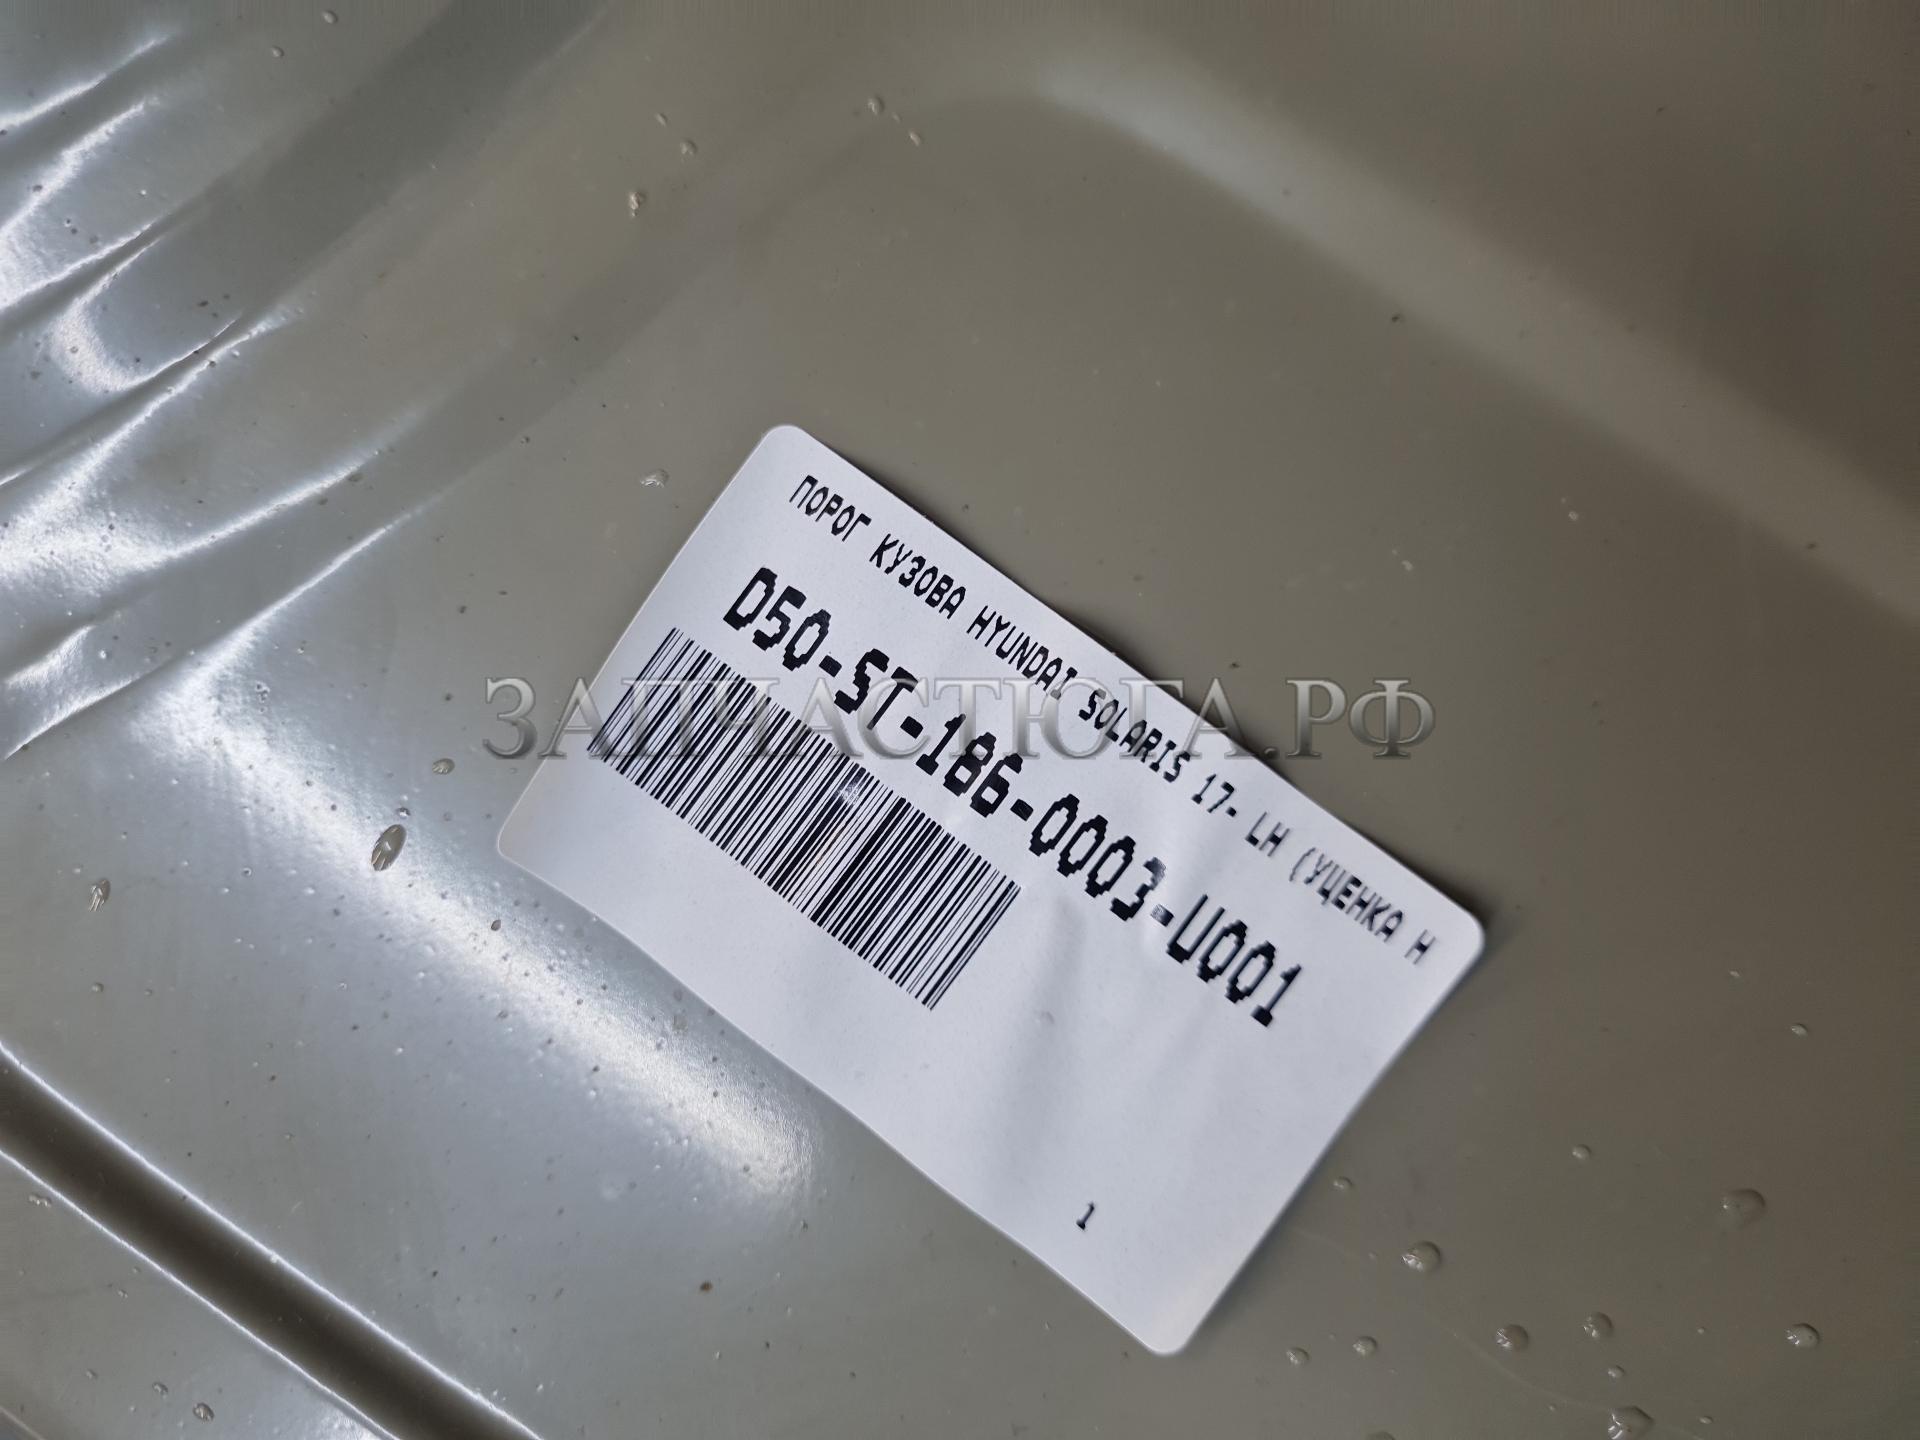 ПОРОГ КУЗОВА HYUNDAI SOLARIS 17- LH (УЦЕНКА Н
D50-ST-186-0003-U001
ЗАПЧАСТЮГА.РФ
1